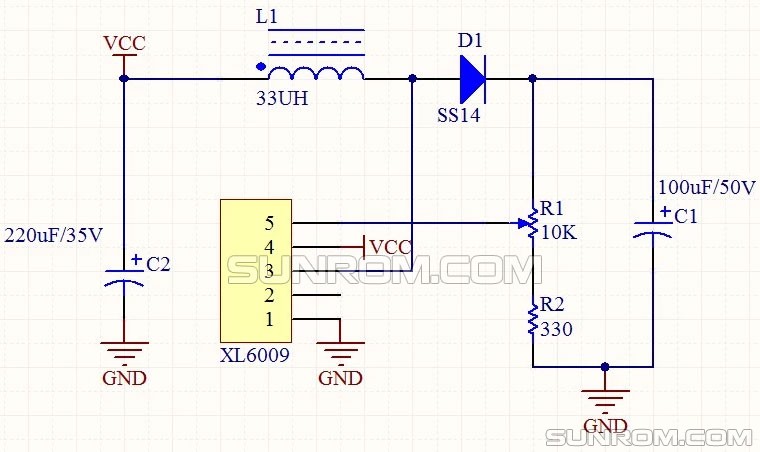 L1
VCC
D1
33UH
SS14
100uF/50V
5
R1
C1
220uF/35V
10K
4
VCC
C2
3
SUNROM.COM
2
R2
1
330
XL6009
GND
GND
GND
SUNROM.COM